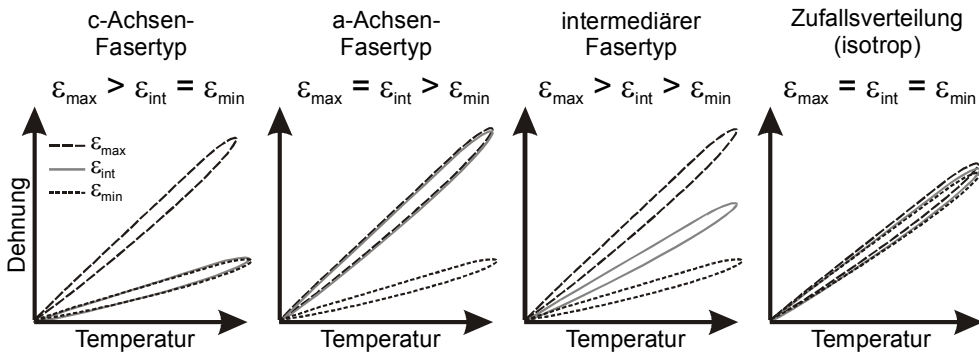 c-Achsen-
Fasertyp
ε_max > ε_int = ε_min
a-Achsen-
Fasertyp
ε_max = ε_int > ε_min
intermediärer
Fasertyp
ε_max > ε_int > ε_min
Zufallsverteilung
(isotrop)
ε_max = ε_int = ε_min
ε_max
ε_int
ε_min
Dehnung
Temperatur
Temperatur
Temperatur
Temperatur